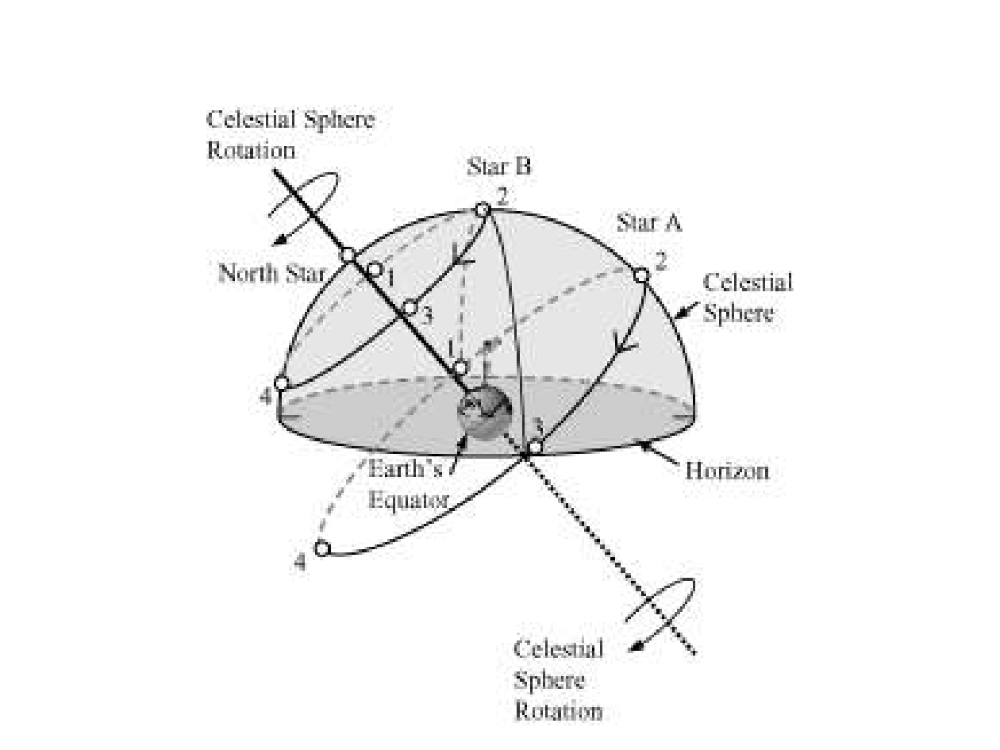 Celestial Sphere
Rotation
Star B
2
Star A
2
North Star
1
Celestial
Sphere
3
1
4
3
Earth's
Equator
Horizon
4
Celestial
Sphere
Rotation